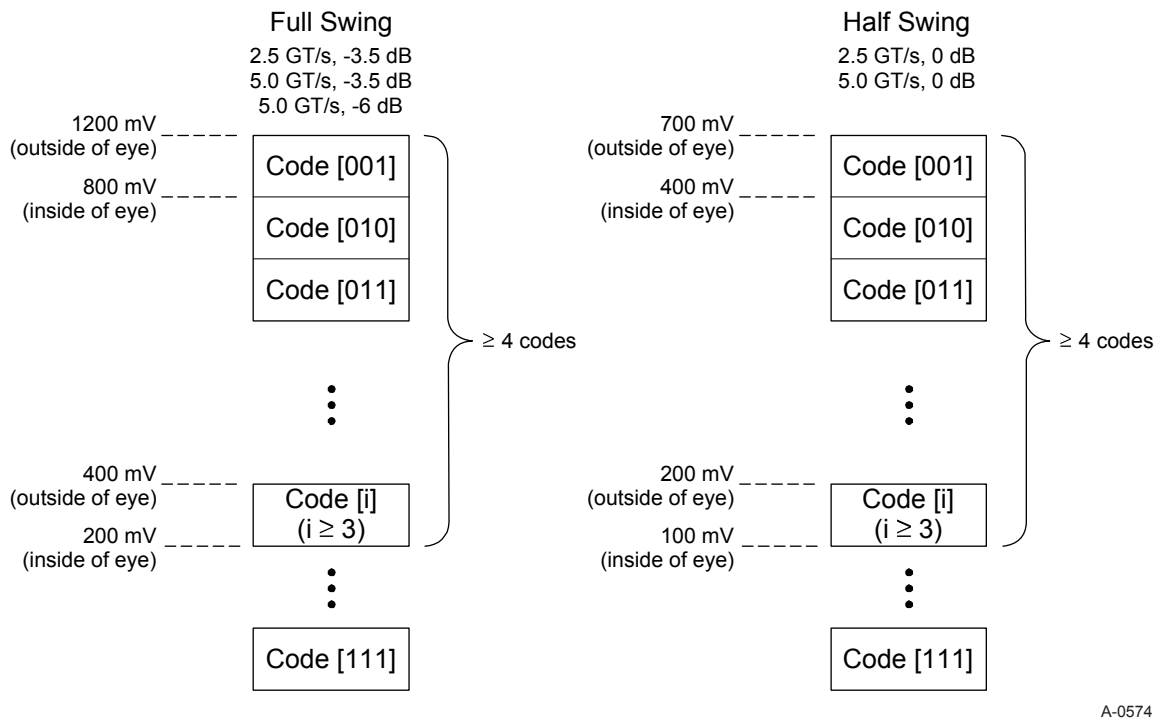 Full Swing
2.5 GT/s, -3.5 dB
5.0 GT/s, -3.5 dB
5.0 GT/s, -6 dB
1200 mV
(outside of eye)
800 mV
(inside of eye)
Code [001]
Code [010]
Code [011]
≥ 4 codes
400 mV
(outside of eye)
200 mV
(inside of eye)
Code [i]
(i ≥ 3)
Code [111]
Half Swing
2.5 GT/s, 0 dB
5.0 GT/s, 0 dB
700 mV
(outside of eye)
400 mV
(inside of eye)
Code [001]
Code [010]
Code [011]
≥ 4 codes
200 mV
(outside of eye)
100 mV
(inside of eye)
Code [i]
(i ≥ 3)
Code [111]
A-0574